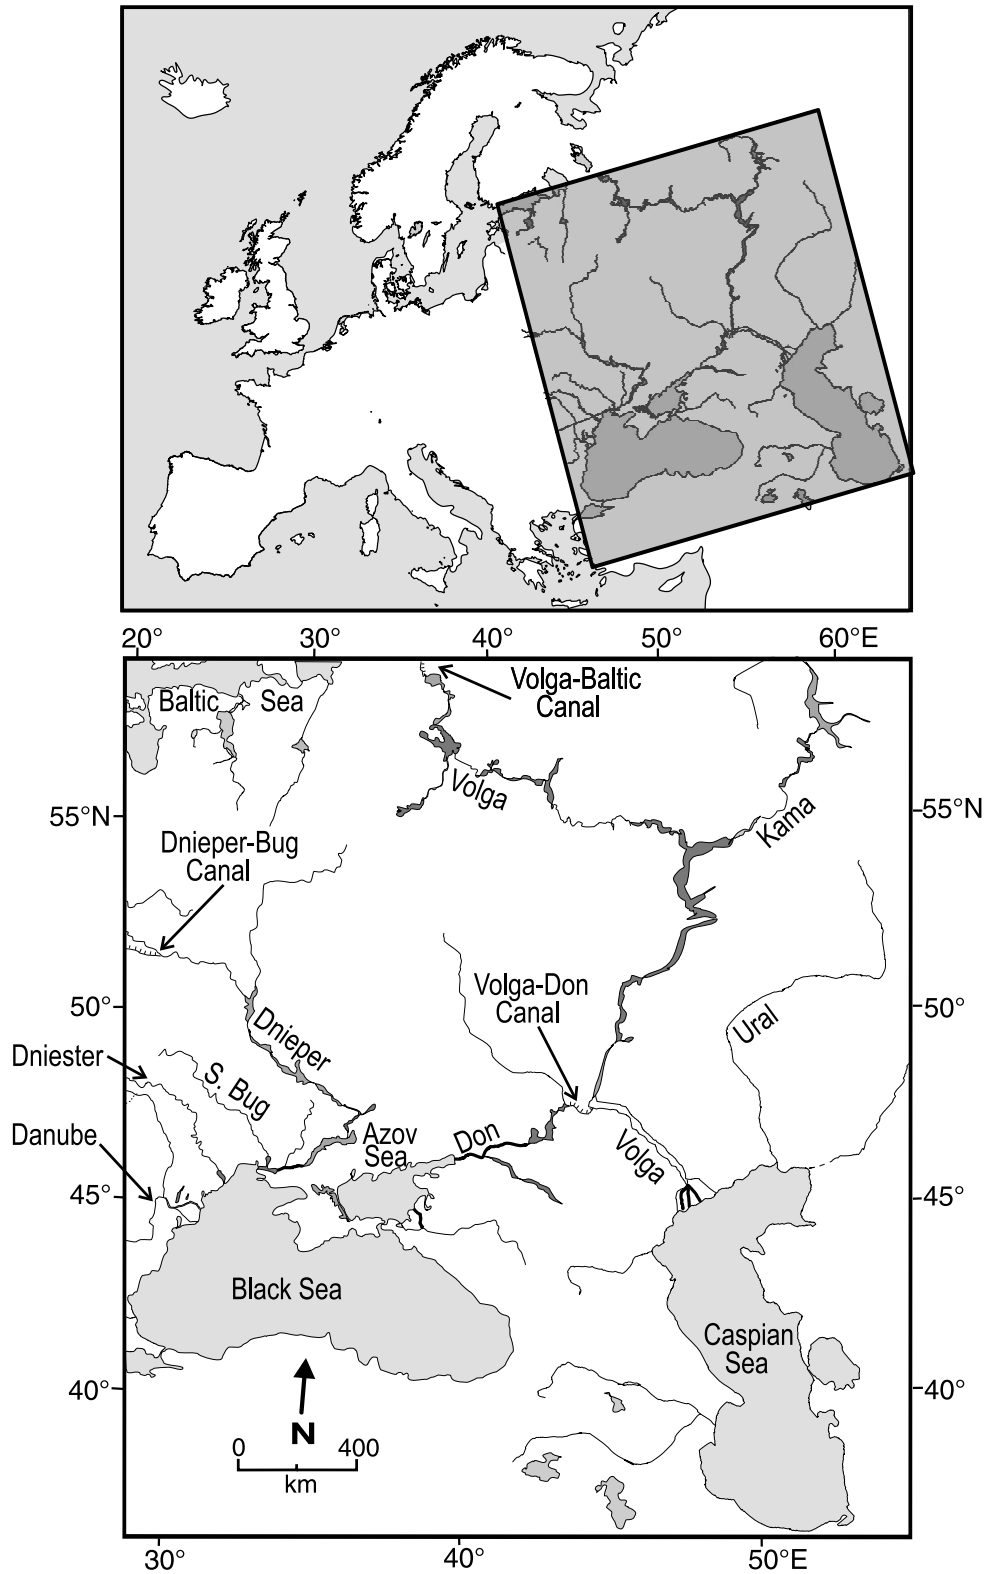 20°
30°
40°
50°
60°E
Baltic Sea
Volga-Baltic
Canal
Volga
55°N
55°N
Kama
Dnieper-Bug
Canal
Volga-Don
Canal
50°
50°
Dnieper
Ural
Dniester
S. Bug
Danube
Azov
Sea
Don
Volga
45°
45°
Black Sea
Caspian
Sea
40°
40°
N
0 400
km
30°
40°
50°E